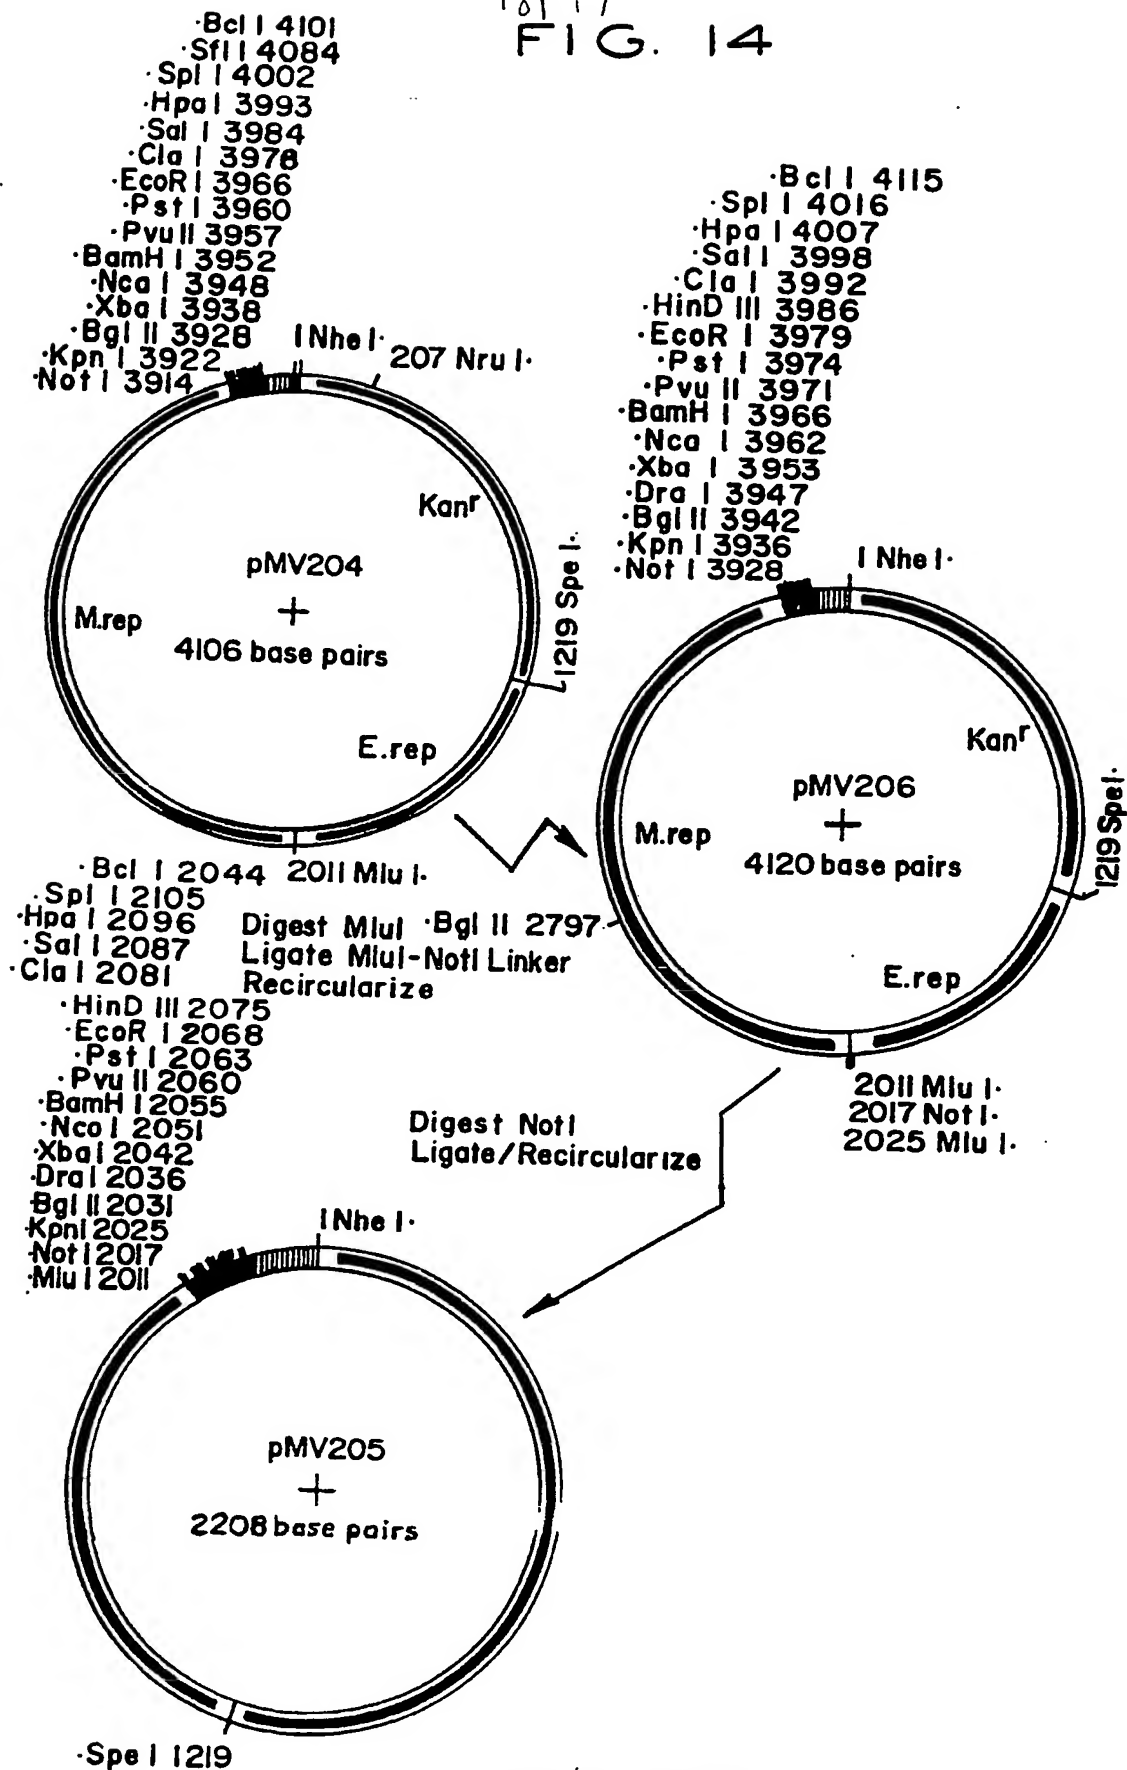 FIG. 14
·Bcl I 4101
·SfI I 4084
·Spl I 4002
·Hpa I 3993
·Sal I 3984
·Cla I 3978
·EcoR I 3966
·Pst I 3960
·Pvu II 3957
·BamH I 3952
·Nca I 3948
·Xba I 3938
·Bgl II 3928
·Kpn I 3922
·Not I 3914
1 Nhe I·
207 Nru I·
Kanr
1219 Spe I·
pMV204
4106 base pairs
M.rep
E.rep
2011 Mlu I·
·Bcl I 4115
·Spl I 4016
·Hpa I 4007
·Sal I 3998
·Cla I 3992
·HinD III 3986
·EcoR I 3979
·Pst I 3974
·Pvu II 3971
·BamH I 3966
·Nca I 3962
·Xba I 3953
·Dra I 3947
·Bgl II 3942
·Kpn I 3936
·Not I 3928
1 Nhe I·
Kanr
1219 Spe I·
pMV206
4120 base pairs
M.rep
·Bgl II 2797
E.rep
2011 Mlu I·
2017 Not I·
2025 Mlu I·
Digest MluI
Ligate MluI-NotI Linker
Recircularize
Digest NotI
Ligate/Recircularize
·Bcl I 2044
·Spl I 2105
·Hpa I 2096
·Sal I 2087
·Cla I 2081
·HinD III 2075
·EcoR I 2068
·Pst I 2063
·Pvu II 2060
·BamH I 2055
·Nco I 2051
·Xba I 2042
·Dra I 2036
·Bgl II 2031
·Kpn I 2025
·Not I 2017
·Mlu I 2011
1 Nhe I·
pMV205
2208 base pairs
·Spe I 1219